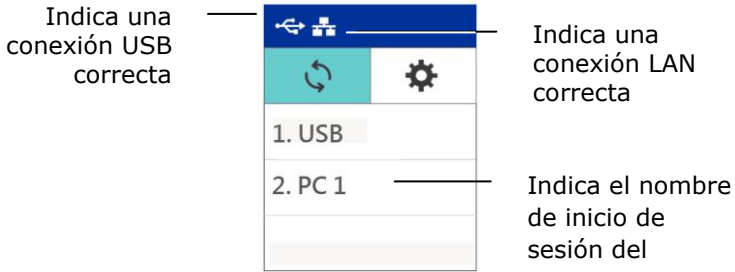 Indica una
conexión USB
correcta
Indica una
conexión LAN
correcta
1. USB
2. PC 1
Indica el nombre
de inicio de
sesión del